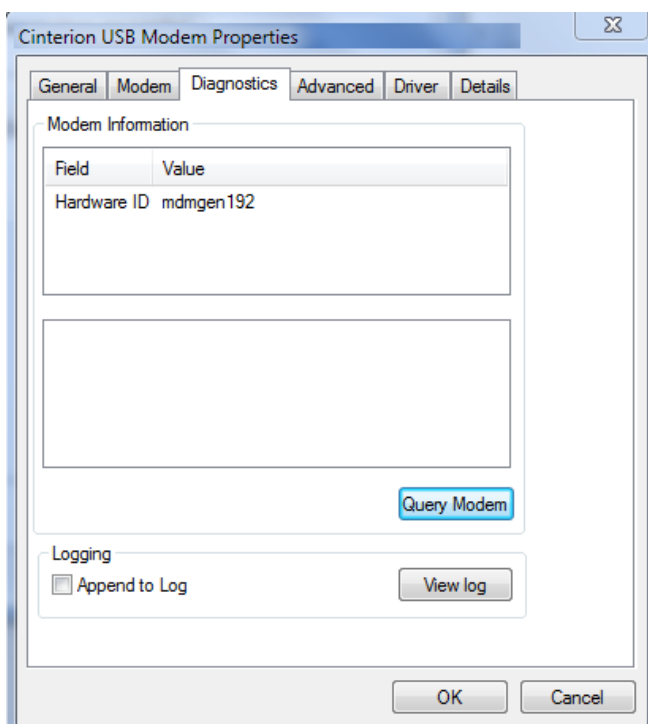 Cinterion USB Modem Properties
General Modem Diagnostics Advanced Driver Details
Modem Information
Field Value
Hardware ID mdmgen192
Query Modem
Logging
Append to Log View log
OK Cancel